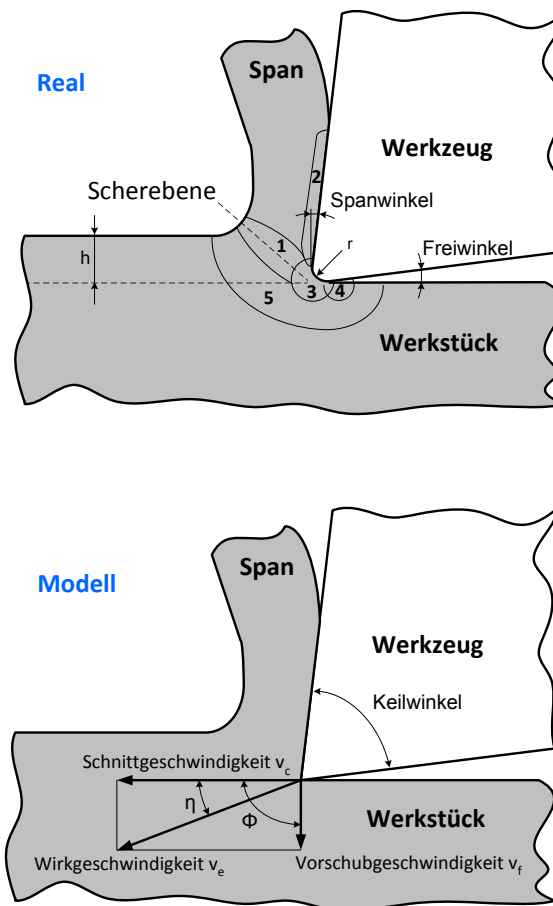 Real
Span
Werkzeug
2
Spanwinkel
Scherebene
1
r
Freiwinkel
h
3
4
5
Werkstück
Modell
Span
Werkzeug
Keilwinkel
Schnittgeschwindigkeit v_c
η
Φ
Werkstück
Wirkgeschwindigkeit v_e
Vorschubgeschwindigkeit v_f